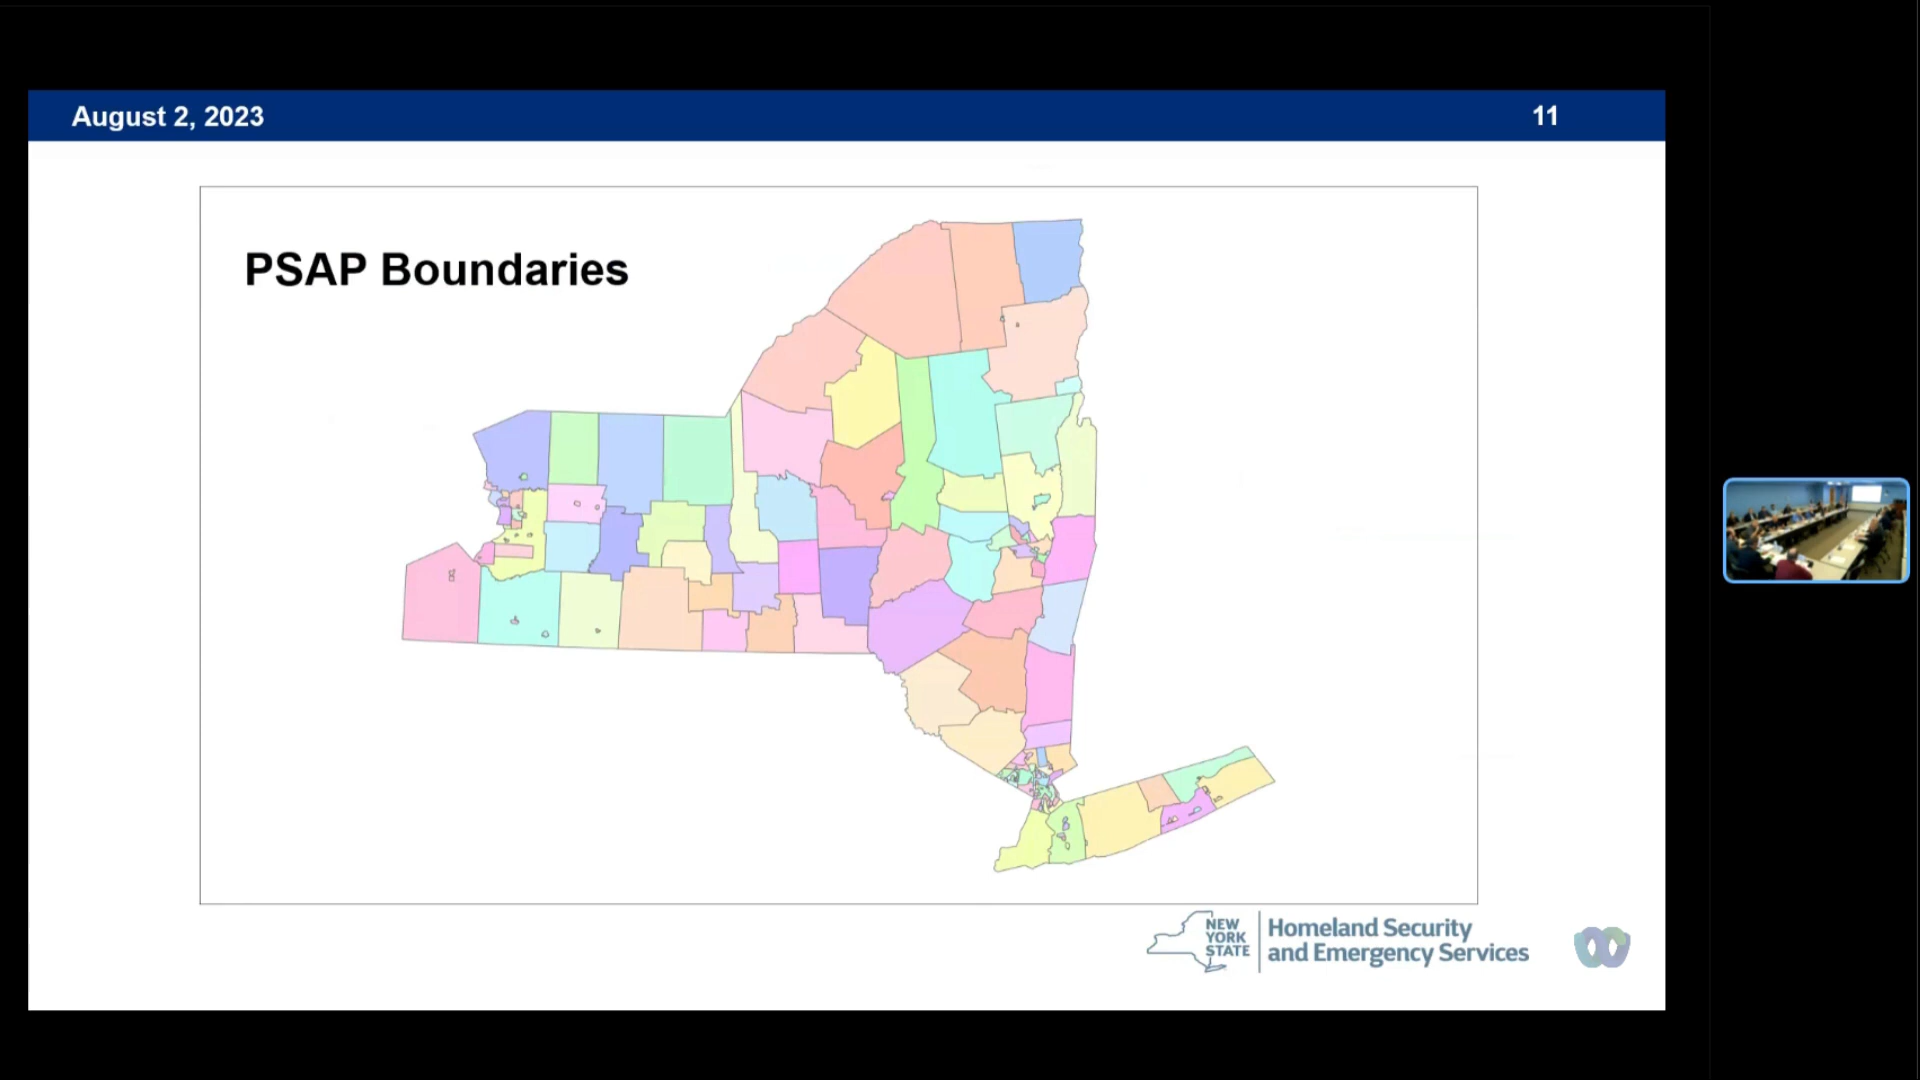 August 2, 2023
11
PSAP Boundaries
NEW
YORK
STATE
Homeland Security
and Emergency Services